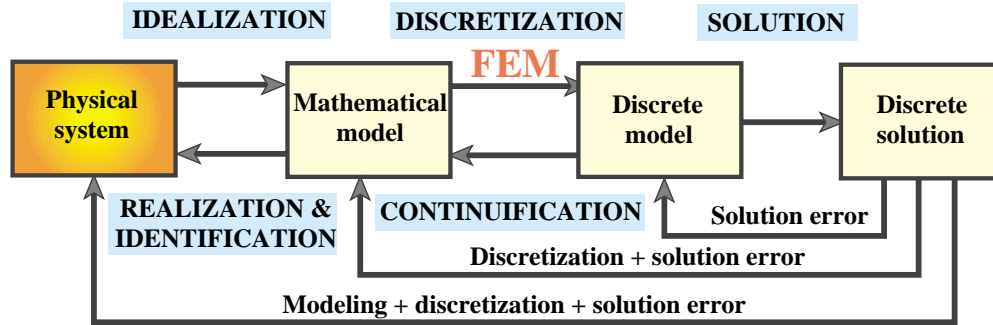 IDEALIZATION
DISCRETIZATION
SOLUTION
FEM
Physical
system
Mathematical
model
Discrete
model
Discrete
solution
REALIZATION &
IDENTIFICATION
CONTINUIFICATION
Solution error
Discretization + solution error
Modeling + discretization + solution error